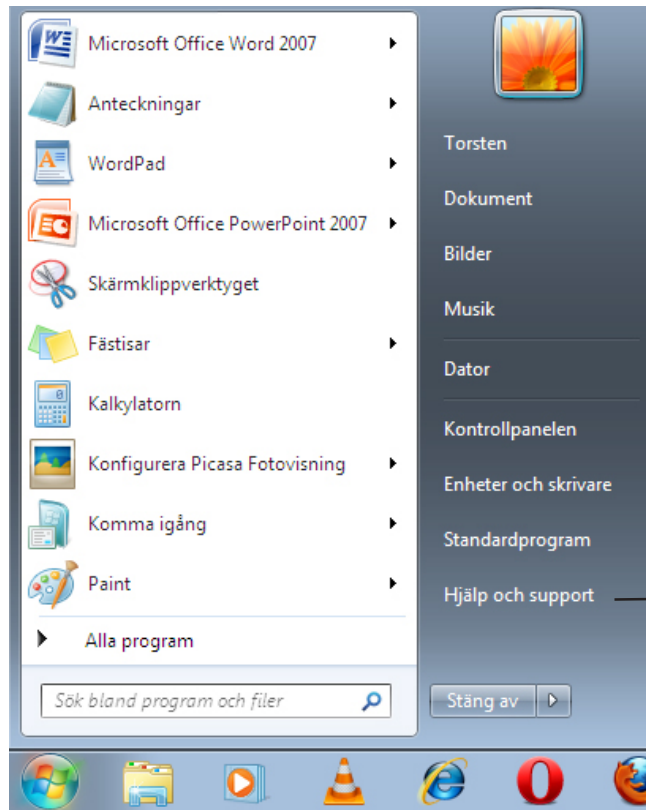 Microsoft Office Word 2007
Anteckningar
WordPad
Microsoft Office PowerPoint 2007
Skärmklippverktyget
Fästisar
Kalkylatorn
Konfigurera Picasa Fotovisning
Komma igång
Paint
Alla program
Sök bland program och filer
Torsten
Dokument
Bilder
Musik
Dator
Kontrollpanelen
Enheter och skrivare
Standardprogram
Hjälp och support
Stäng av